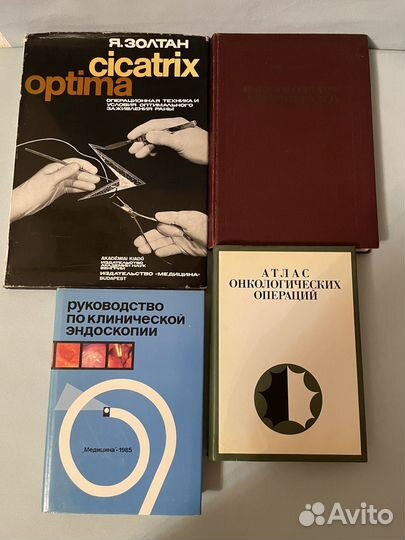 Я. ЗОЛТАН
cicatrix
optima
ОПЕРАЦИОННАЯ ТЕХНИКА И
УСЛОВИЯ ОПТИМАЛЬНОГО
ЗАЖИВЛЕНИЯ РАНЫ
AKADÉMIAI KIADÓ
ИЗДАТЕЛЬСТВО
АКАДЕМИИ НАУК
ВЕНГРИИ
ИЗДАТЕЛЬСТВО «МЕДИЦИНА»
BUDAPEST
руководство
по клинической
эндоскопии
„Медицина"·1985
АТЛАС
ОНКОЛОГИЧЕСКИХ
ОПЕРАЦИЙ
Avito